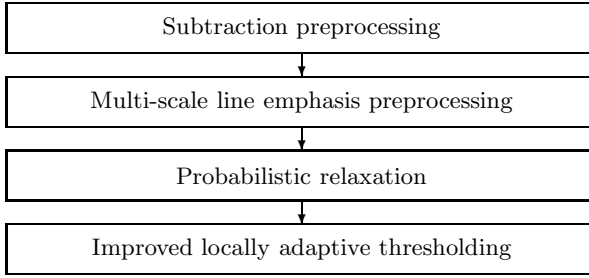 Subtraction preprocessing
Multi-scale line emphasis preprocessing
Probabilistic relaxation
Improved locally adaptive thresholding